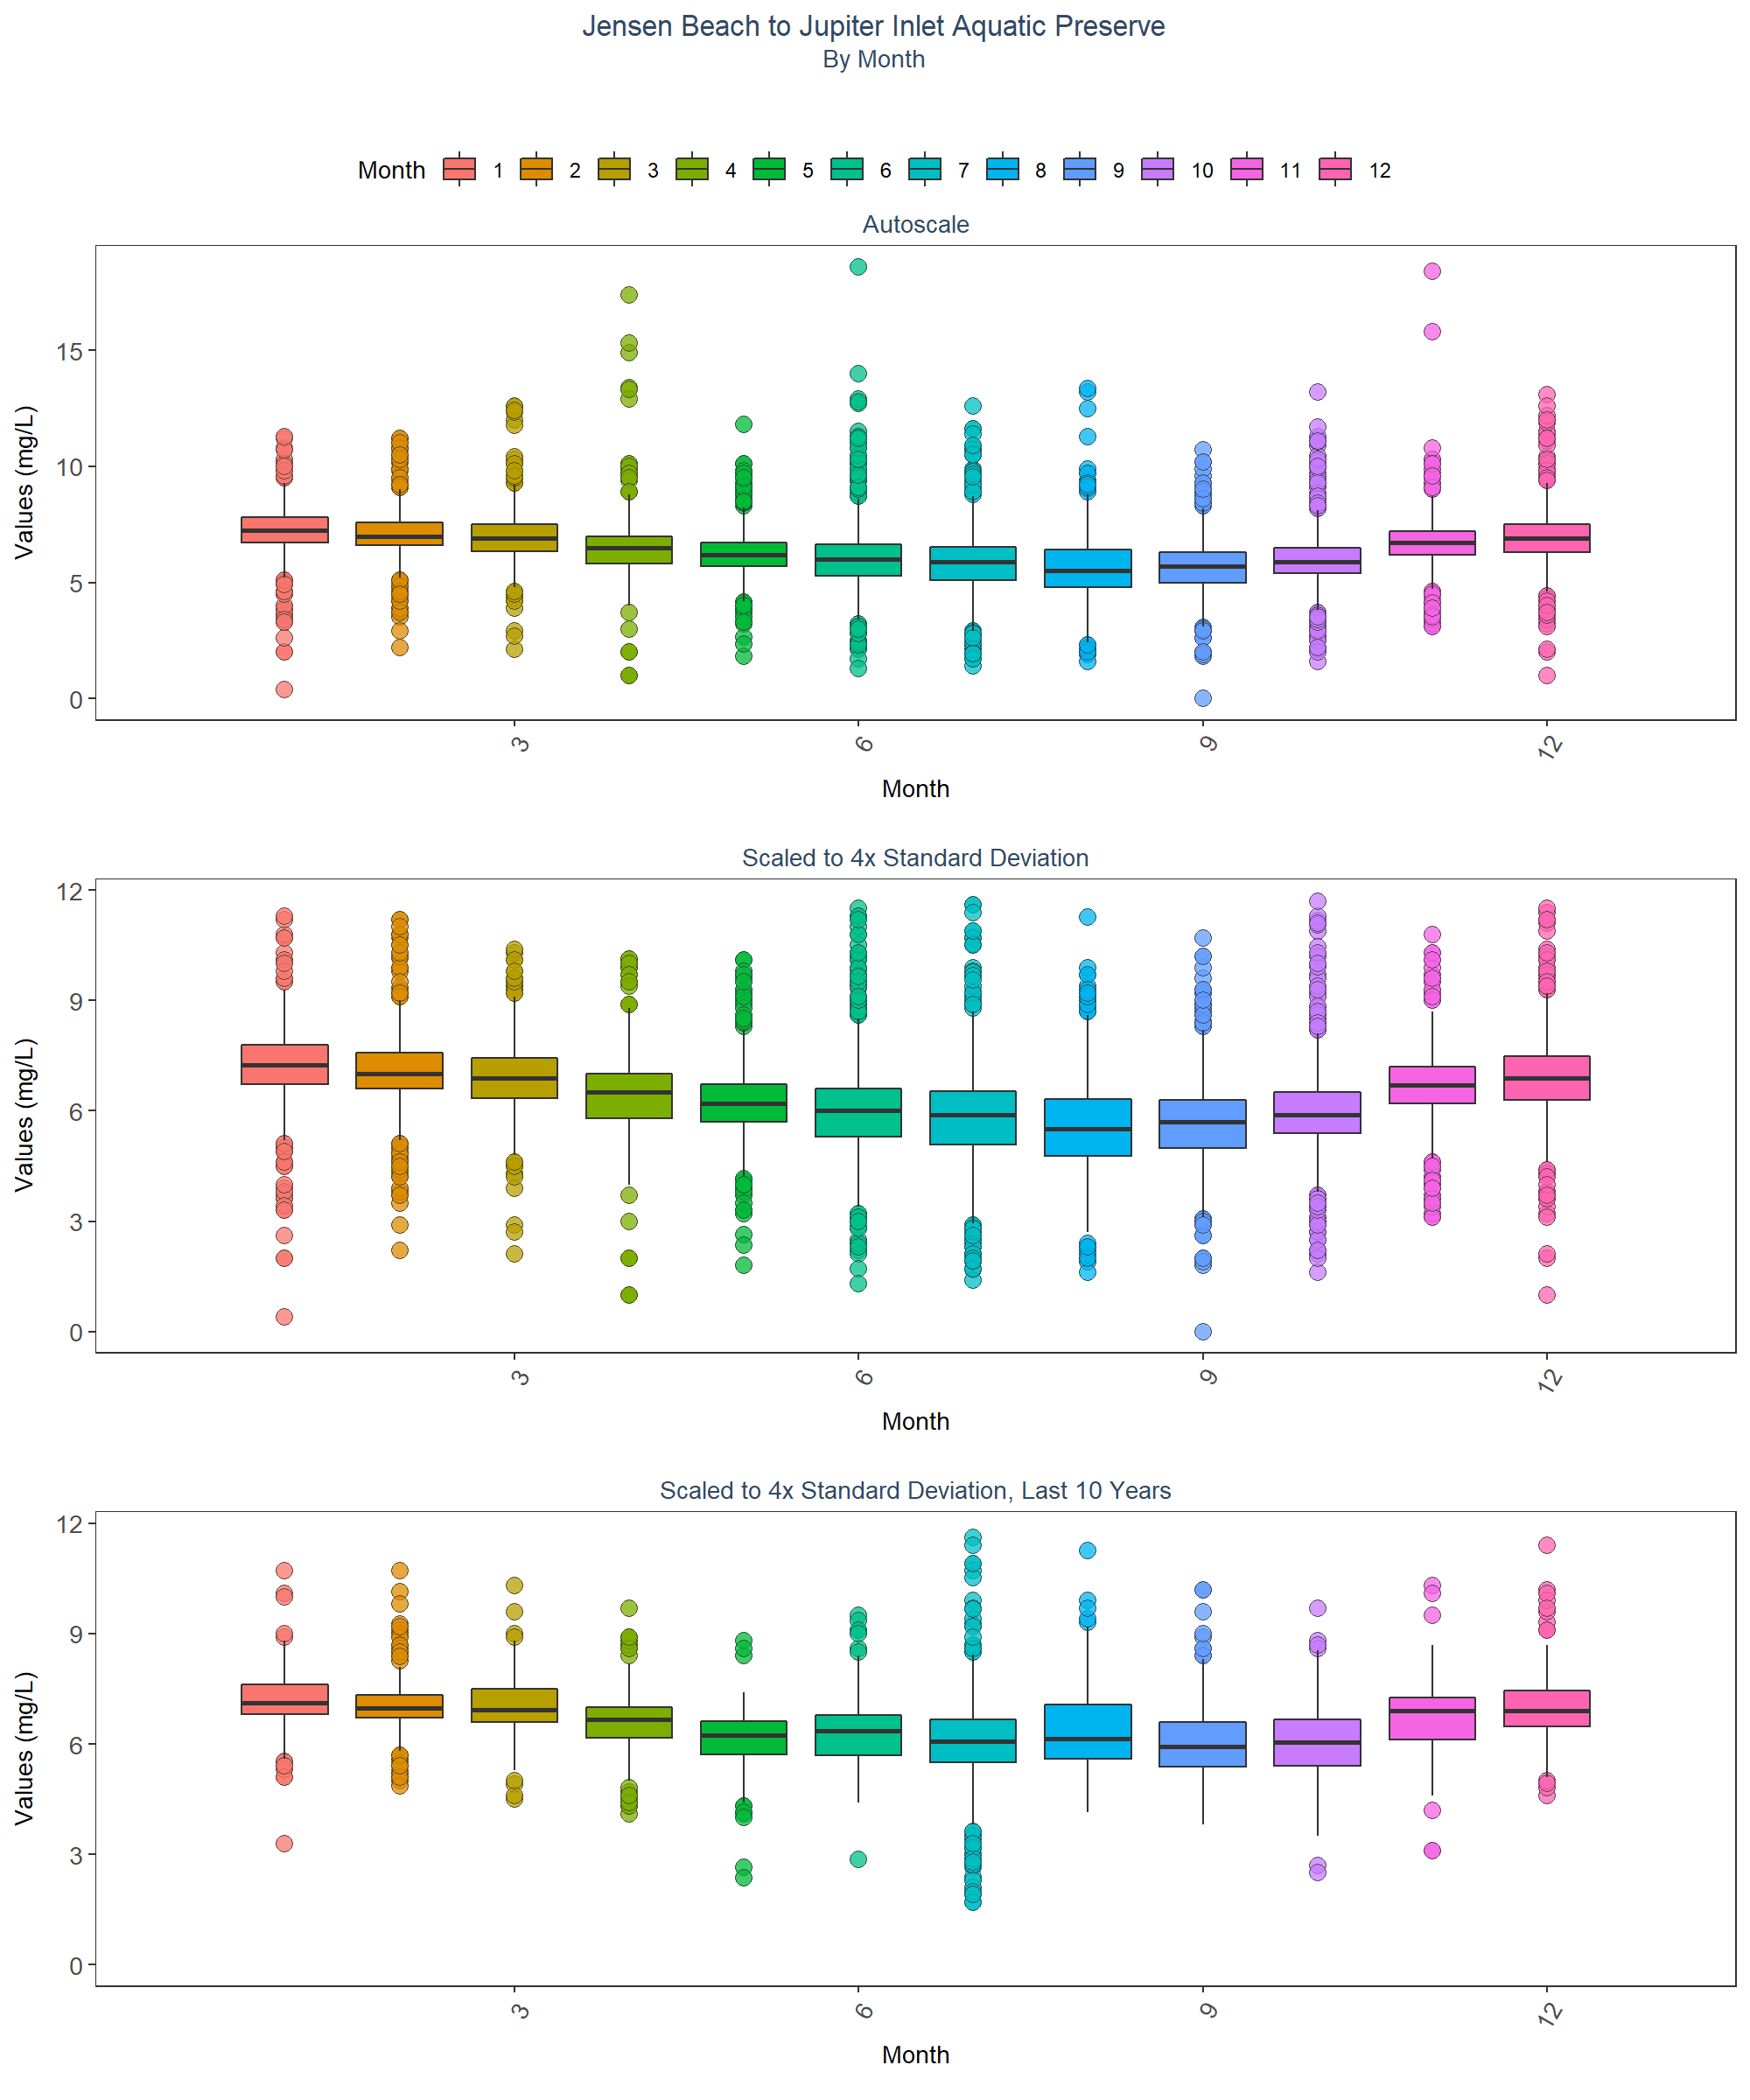 Jensen Beach to Jupiter Inlet Aquatic Preserve
By Month
Month 1 2 3 4 5 6 7 8 9 10 11 12
Autoscale
Values (mg/L)
15
10
5
0
3 6 9 12
Month
Scaled to 4x Standard Deviation
Values (mg/L)
12
9
6
3
0
3 6 9 12
Month
Scaled to 4x Standard Deviation, Last 10 Years
Values (mg/L)
12
9
6
3
0
3 6 9 12
Month